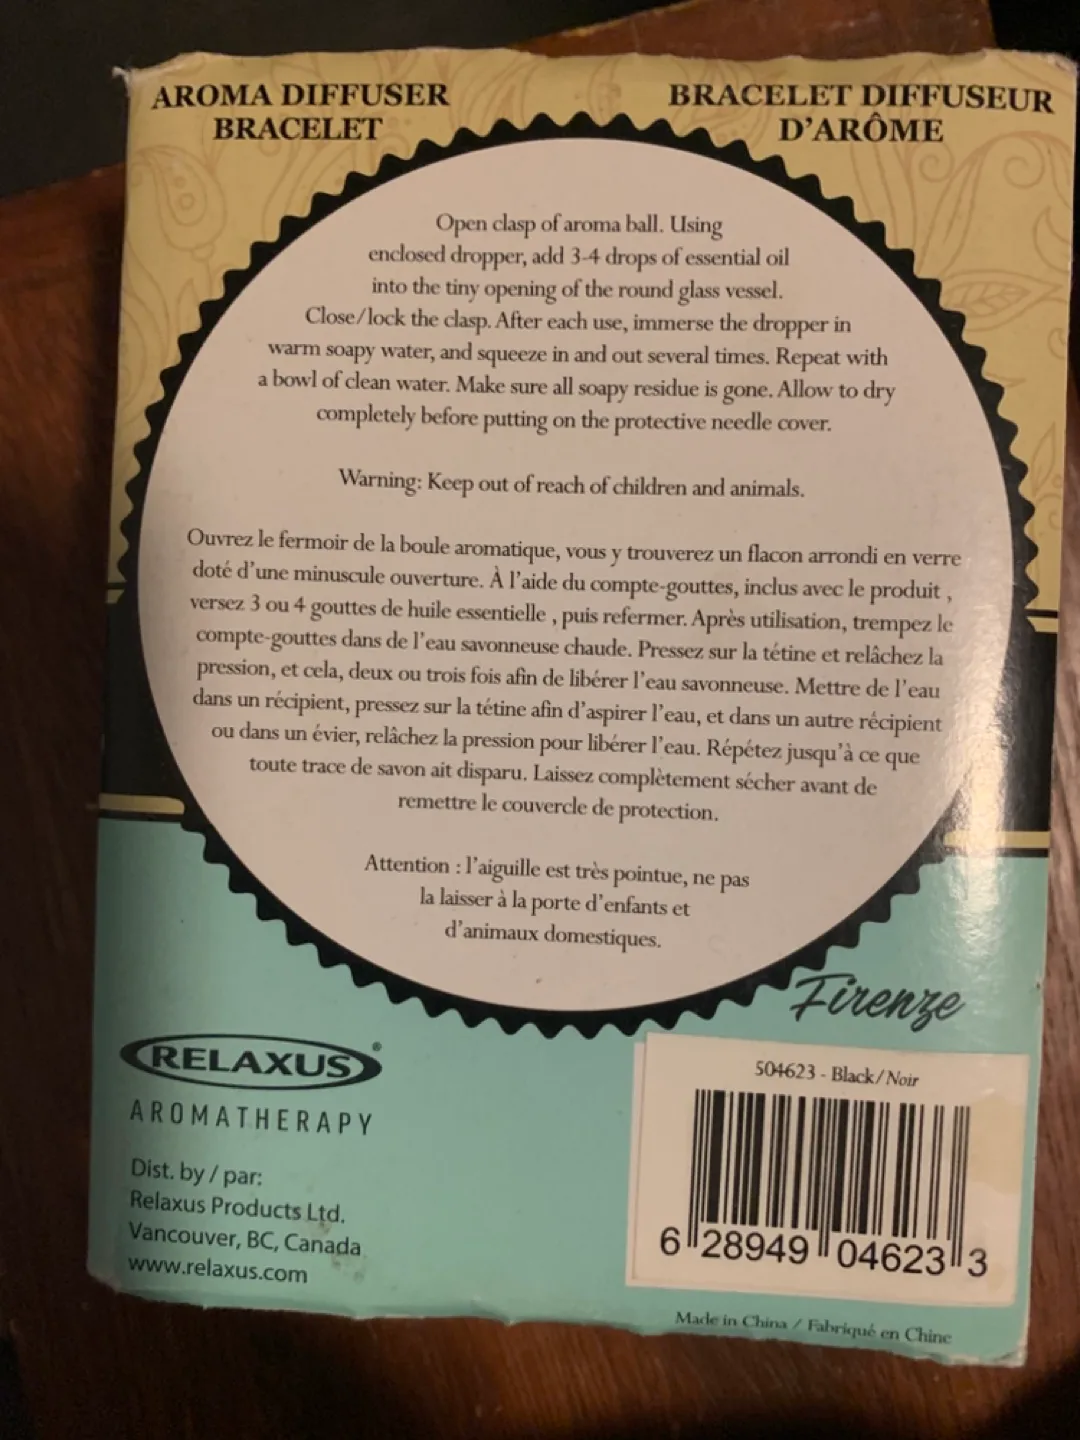 AROMA DIFFUSER
BRACELET
BRACELET DIFFUSEUR
D'ARÔME
Open clasp of aroma ball. Using
enclosed dropper, add 3-4 drops of essential oil
into the tiny opening of the round glass vessel.
Close/lock the clasp. After each use, immerse the dropper in
warm soapy water, and squeeze in and out several times. Repeat with
a bowl of clean water. Make sure all soapy residue is gone. Allow to dry
completely before putting on the protective needle cover.
Warning: Keep out of reach of children and animals.
Ouvrez le fermoir de la boule aromatique, vous y trouverez un flacon arrondi en verre
doté d'une minuscule ouverture. À l'aide du compte-gouttes, inclus avec le produit ,
versez 3 ou 4 gouttes de huile essentielle , puis refermer. Après utilisation, trempez le
compte-gouttes dans de l'eau savonneuse chaude. Pressez sur la tétine et relâchez la
pression, et cela, deux ou trois fois afin de libérer l'eau savonneuse. Mettre de l'eau
dans un récipient, pressez sur la tétine afin d'aspirer l'eau, et dans un autre récipient
ou dans un évier, relâchez la pression pour libérer l'eau. Répétez jusqu'à ce que
toute trace de savon ait disparu. Laissez complètement sécher avant de
remettre le couvercle de protection.
Attention : l'aiguille est très pointue, ne pas
la laisser à la porte d'enfants et
d'animaux domestiques.
Firenze
RELAXUS®
AROMATHERAPY
Dist. by / par:
Relaxus Products Ltd.
Vancouver, BC, Canada
www.relaxus.com
504623 - Black/Noir
6 28949 04623 3
Made in China / Fabriqué en Chine